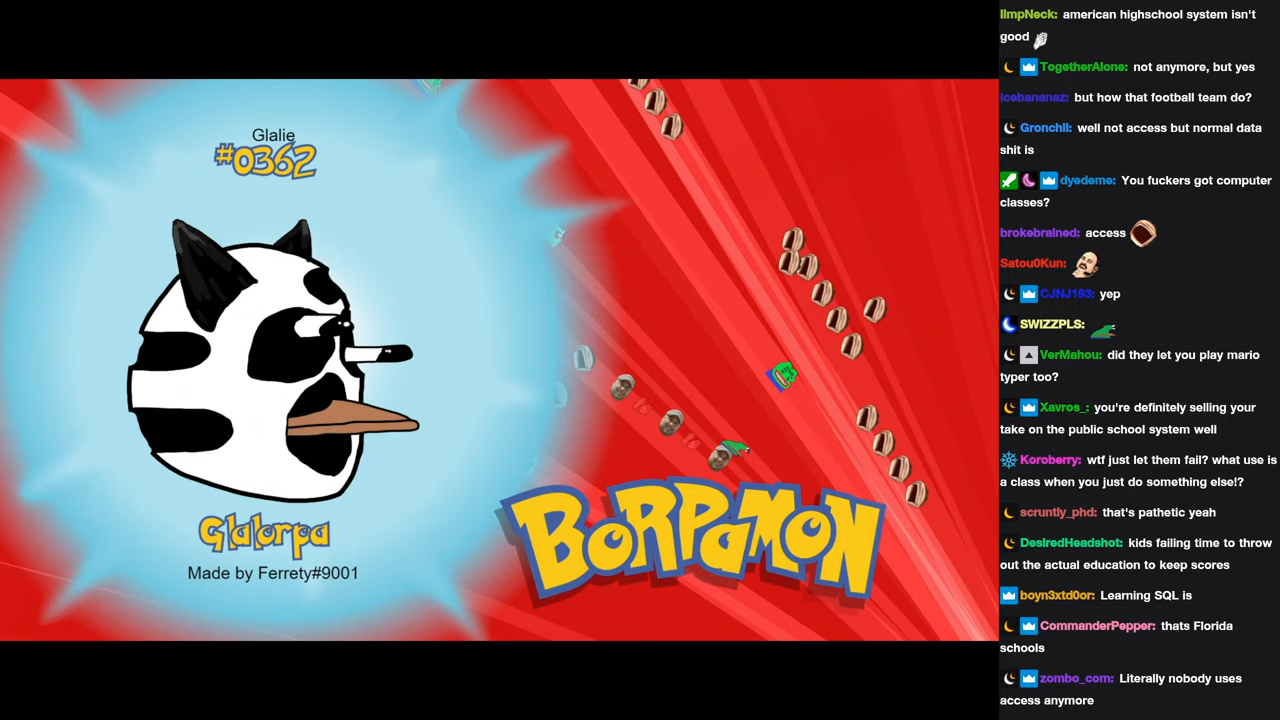 Glalie
#0362
Glalorpa
Made by Ferrety#9001
BORPAMON
to
to
IImpNeck: american highschool system isn't
good
TogetherAlone: not anymore, but yes
icebananaz: but how that football team do?
Gronchll: well not access but normal data
shit is
dyedeme: You fuckers got computer
classes?
brokebrained: access
Satou0Kun:
CJNJ193: yep
SWIZZPLS:
VerMahou: did they let you play mario
typer too?
Xavros_: you're definitely selling your
take on the public school system well
Koroberry: wtf just let them fail? what use is
a class when you just do something else!?
scruntly_phd: that's pathetic yeah
DesiredHeadshot: kids failing time to throw
out the actual education to keep scores
boyn3xtd0or: Learning SQL is
CommanderPepper: thats Florida
schools
zombo_com: Literally nobody uses
access anymore